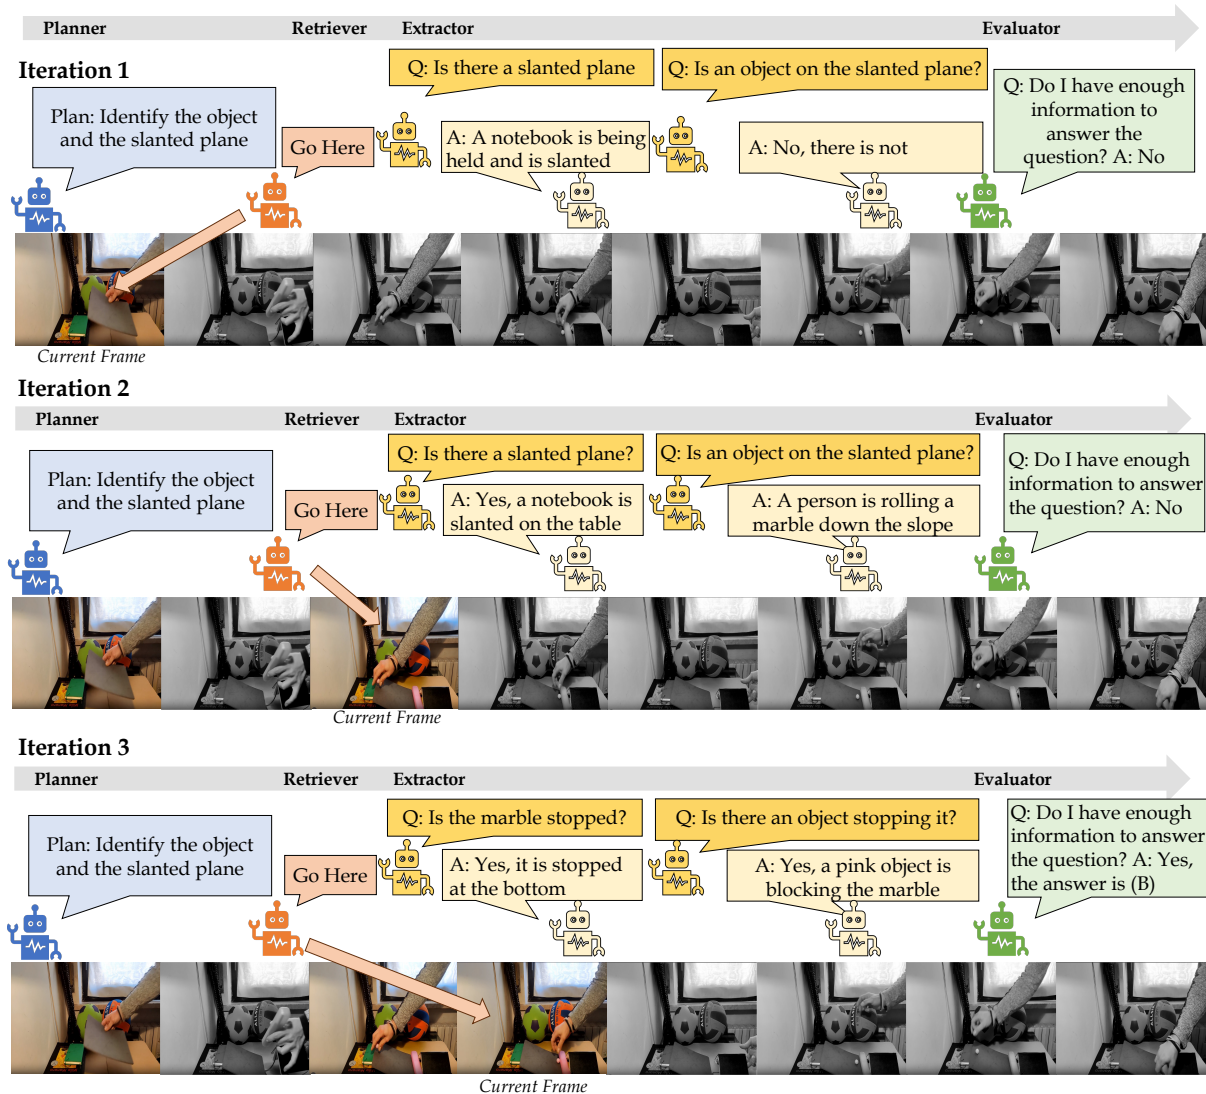 Planner Retriever Extractor Evaluator
Iteration 1
Plan: Identify the object
and the slanted plane
Go Here
Q: Is there a slanted plane
A: A notebook is being
held and is slanted
Q: Is an object on the slanted plane?
A: No, there is not
Q: Do I have enough
information to
answer the
question? A: No
Current Frame
Iteration 2
Planner Retriever Extractor Evaluator
Plan: Identify the object
and the slanted plane
Go Here
Q: Is there a slanted plane?
A: Yes, a notebook is
slanted on the table
Q: Is an object on the slanted plane?
A: A person is rolling a
marble down the slope
Q: Do I have enough
information to answer
the question? A: No
Current Frame
Iteration 3
Planner Retriever Extractor Evaluator
Plan: Identify the object
and the slanted plane
Go Here
Q: Is the marble stopped?
A: Yes, it is stopped
at the bottom
Q: Is there an object stopping it?
A: Yes, a pink object is
blocking the marble
Q: Do I have enough
information to answer
the question? A: Yes,
the answer is (B)
Current Frame